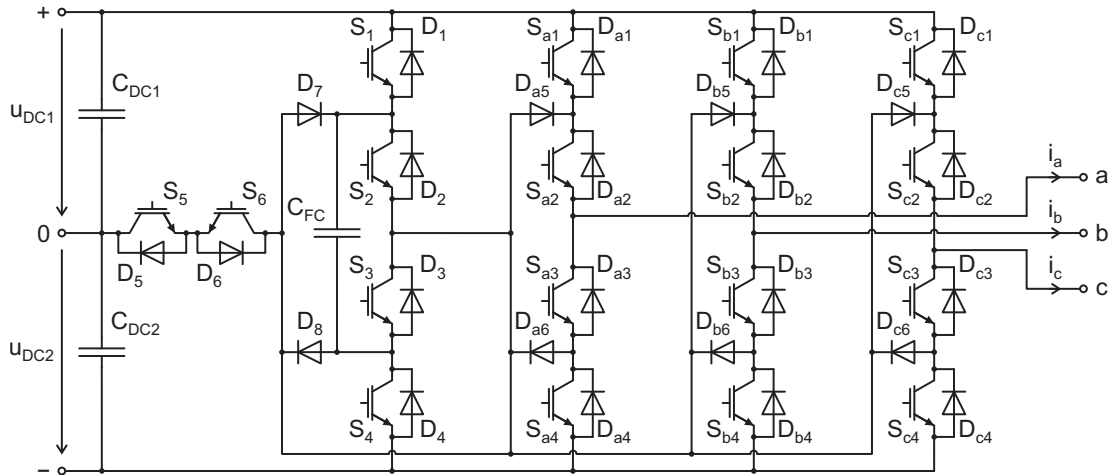 +
S1 D1 Sa1 Da1 Sb1 Db1 Sc1 Dc1
CDC1 D7 Da5 Db5 Dc5
uDC1
S2 D2 Sa2 Da2 Sb2 Db2 Sc2 Dc2
ia a
S5 S6 CFC
0 ib b
D5 D6
S3 D3 Sa3 Da3 Sb3 Db3 Sc3 Dc3
ic c
CDC2 D8 Da6 Db6 Dc6
uDC2
S4 D4 Sa4 Da4 Sb4 Db4 Sc4 Dc4
−